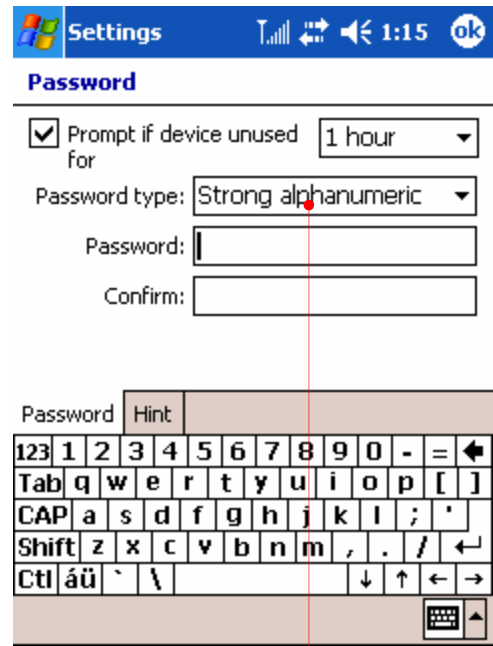 Settings 1:15 ok
Password
Prompt if device unused for 1 hour
Password type: Strong alphanumeric
Password:
Confirm:
Password Hint
123 1 2 3 4 5 6 7 8 9 0 - =
Tab q w e r t y u i o p [ ]
CAP a s d f g h j k l ; '
Shift z x c v b n m , . /
Ctl áü ` \